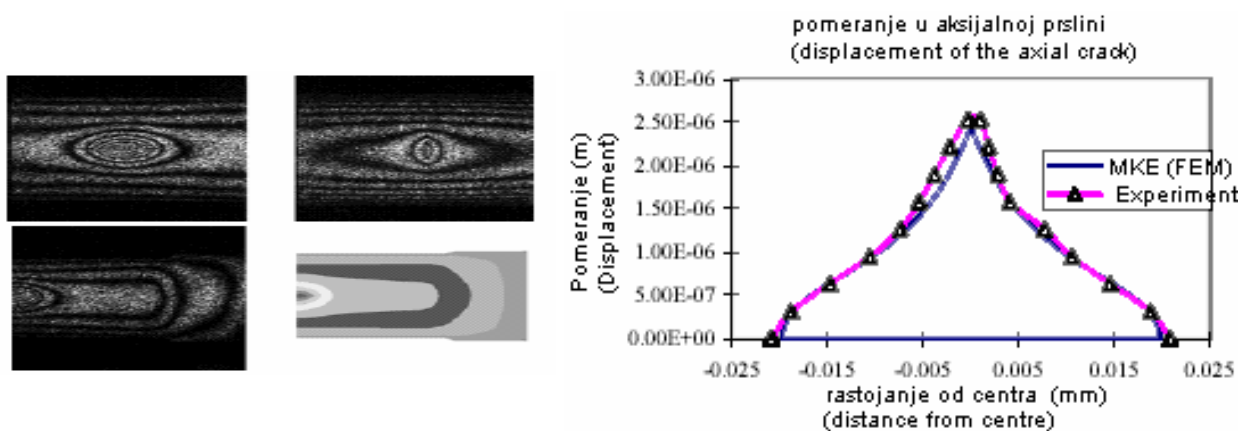 pomeranje u aksijalnoj prslini
(displacement of the axial crack)
3.00E-06
2.50E-06
2.00E-06
1.50E-06
1.00E-06
5.00E-07
0.00E+00
Pomeranje (m)
(Displacement)
MKE (FEM)
Experiment
-0.025
-0.015
-0.005
0.005
0.015
0.025
rastojanje od centra (mm)
(distance from centre)